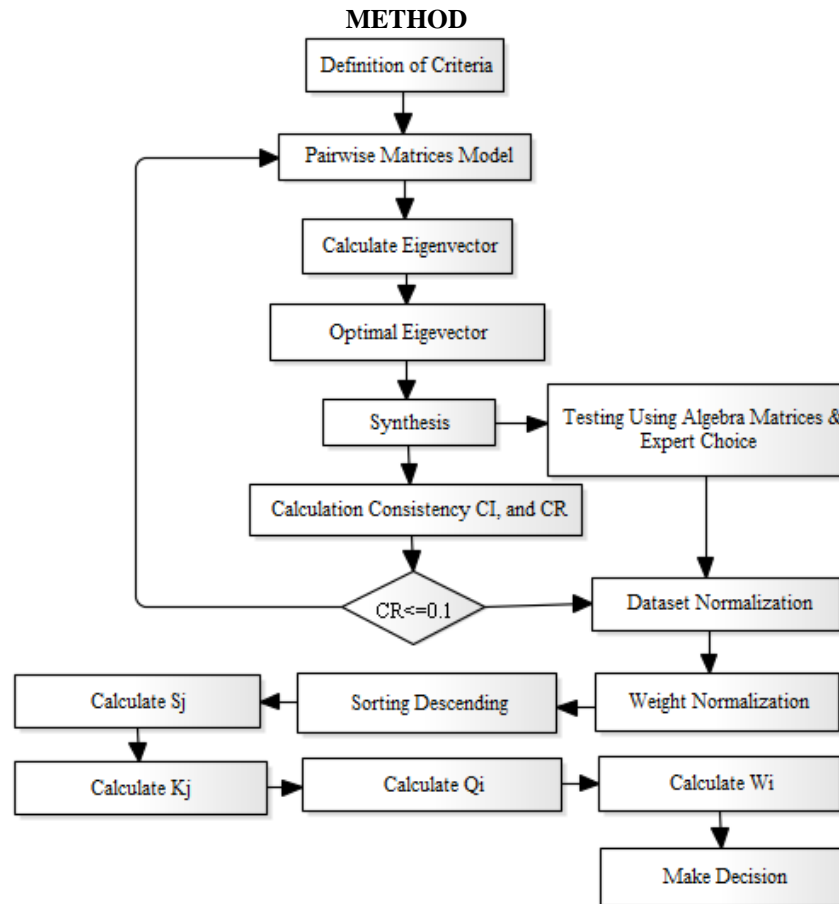 METHOD
Definition of Criteria
Pairwise Matrices Model
Calculate Eigenvector
Optimal Eigevector
Synthesis
Testing Using Algebra Matrices &
Expert Choice
Calculation Consistency CI, and CR
CR<=0.1
Dataset Normalization
Calculate Sj
Sorting Descending
Weight Normalization
Calculate Kj
Calculate Qi
Calculate Wi
Make Decision